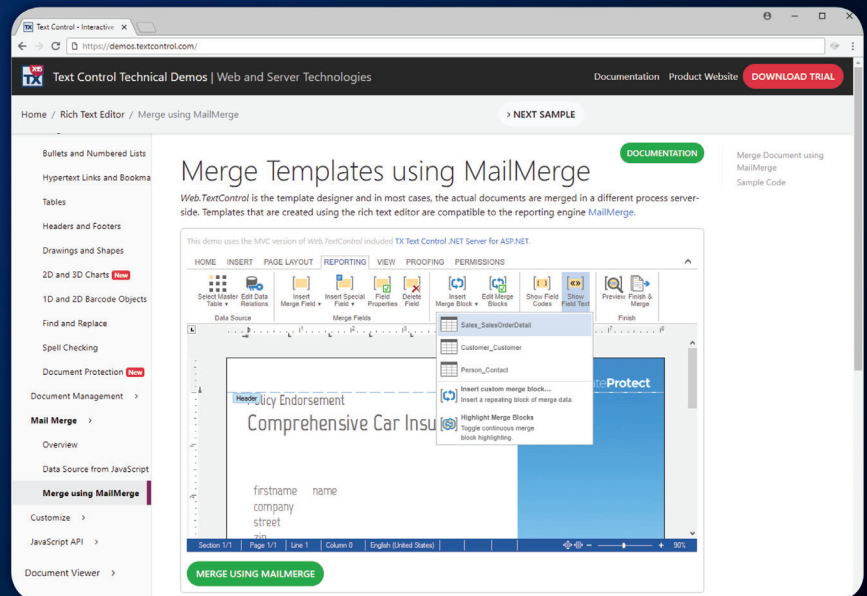 Text Control - Interactive
https://demos.textcontrol.com/
X15
TX
Text Control Technical Demos | Web and Server Technologies
Documentation Product Website DOWNLOAD TRIAL
Home / Rich Text Editor / Merge using MailMerge
> NEXT SAMPLE
Bullets and Numbered Lists
Hypertext Links and Bookma
Tables
Headers and Footers
Drawings and Shapes
2D and 3D Charts New
1D and 2D Barcode Objects
Find and Replace
Spell Checking
Document Protection New
Document Management >
Mail Merge >
Overview
Data Source from JavaScript
Merge using MailMerge
Customize >
JavaScript API >
Document Viewer >
DOCUMENTATION
Merge Templates using MailMerge
Web.TextControl is the template designer and in most cases, the actual documents are merged in a different process server-
side. Templates that are created using the rich text editor are compatible to the reporting engine MailMerge.
This demo uses the MVC version of Web.TextControl included TX Text Control .NET Server for ASP.NET.
HOME INSERT PAGE LAYOUT REPORTING VIEW PROOFING PERMISSIONS
Select Master Table
Edit Data Relations
Insert Merge Field
Insert Special Field
Field Properties
Delete Field
Insert Merge Block
Edit Merge Blocks
Show Field Codes
Show Field Text
Preview
Finish & Merge
Data Source
Merge Fields
Finish
Sales_SalesOrderDetail
Customer_Customer
Person_Contact
Insert custom merge block...
Insert a repeating block of merge data.
Highlight Merge Blocks
Toggle continuous merge
block highlighting.
Header
Policy Endorsement
Comprehensive Car Insu
ateProtect
firstname name
company
street
zip
Section 1/1 Page 1/1 Line 1 Column 0 English (United States) 90%
MERGE USING MAILMERGE
Merge Document using
MailMerge
Sample Code